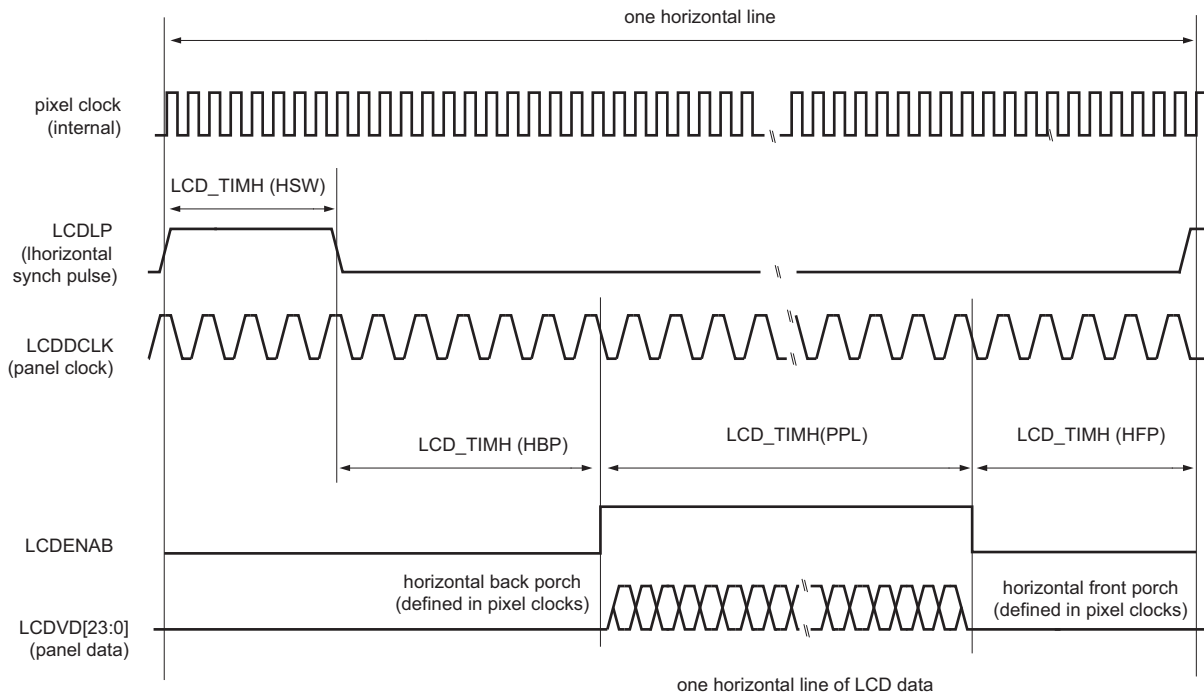 one horizontal line
pixel clock
(internal)
LCD_TIMH (HSW)
LCDLP
(lhorizontal
synch pulse)
LCDDCLK
(panel clock)
LCD_TIMH (HBP)
LCD_TIMH(PPL)
LCD_TIMH (HFP)
LCDENAB
horizontal back porch
(defined in pixel clocks)
horizontal front porch
(defined in pixel clocks)
LCDVD[23:0]
(panel data)
one horizontal line of LCD data